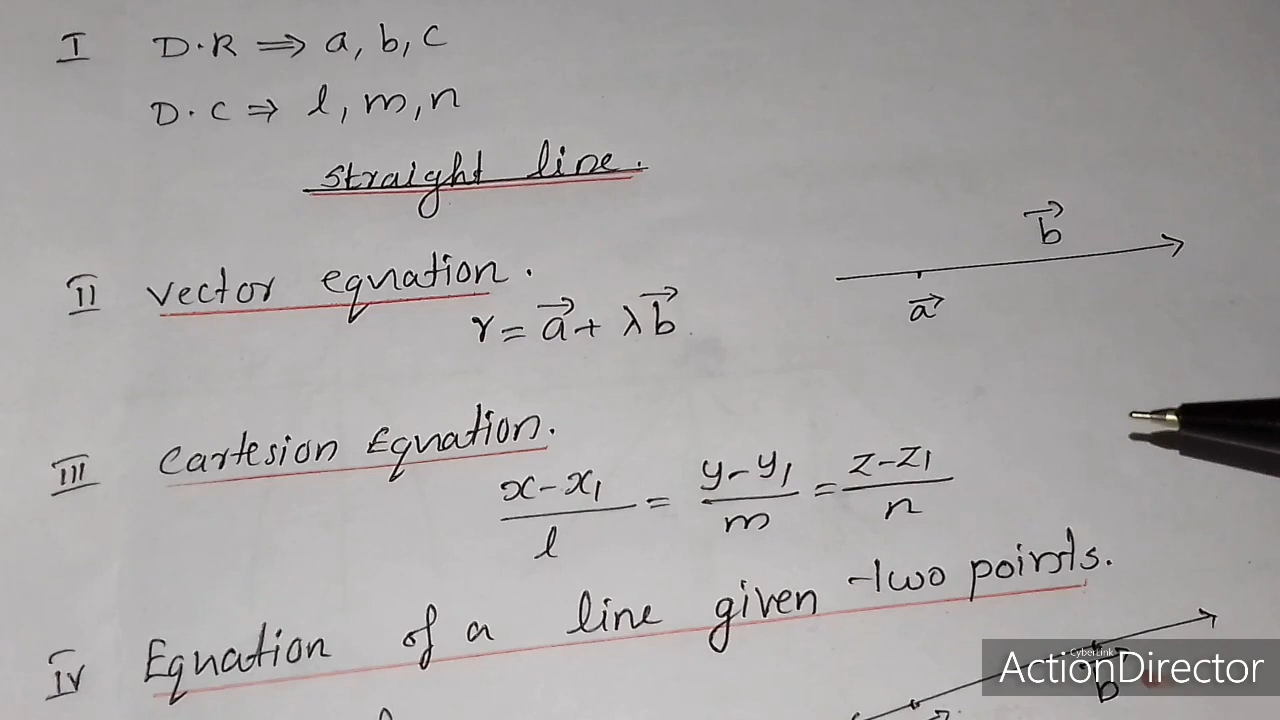 I D.R ⇒ a, b, c
D.C ⇒ l, m, n
straight line.
II vector equation.
r = a⃗ + λb⃗
b⃗
a⃗
III Cartesion Equation.
(x-x₁)/l = (y-y₁)/m = (z-z₁)/n
IV Equation of a line given two points.
b⃗
CyberLink
ActionDirector